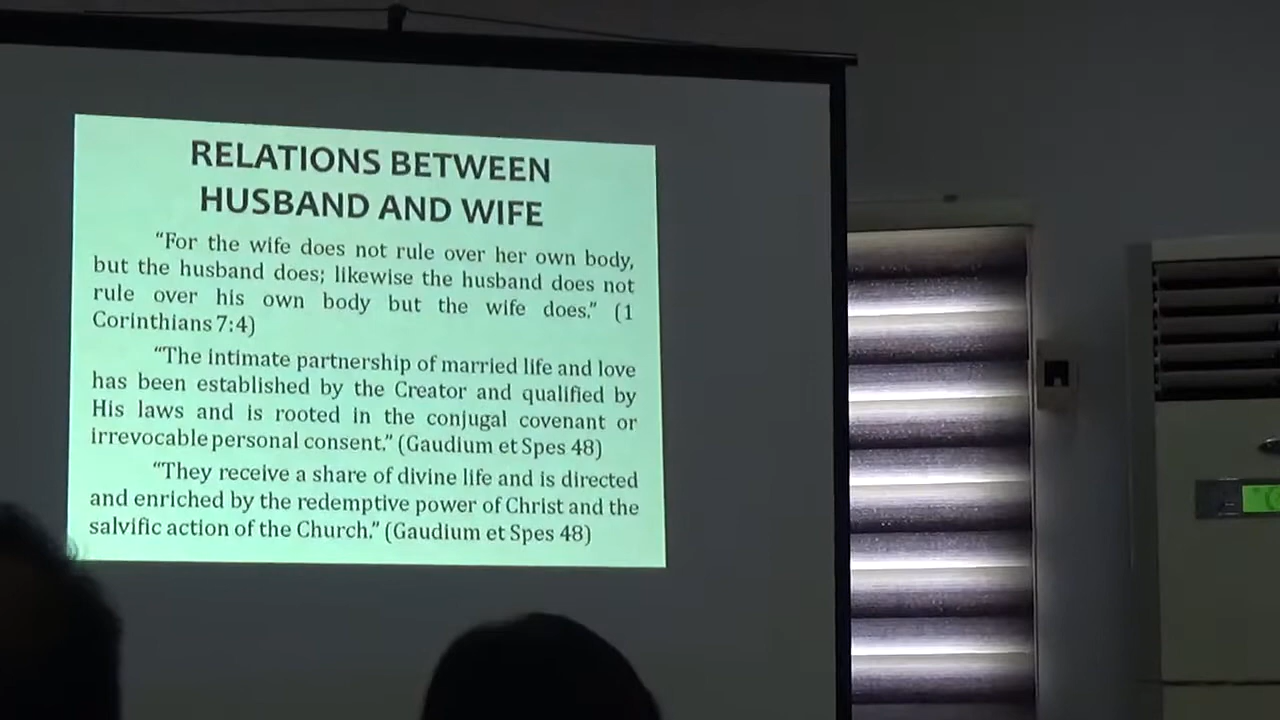 RELATIONS BETWEEN
HUSBAND AND WIFE
“For the wife does not rule over her own body,
but the husband does; likewise the husband does not
rule over his own body but the wife does.” (1
Corinthians 7:4)
“The intimate partnership of married life and love
has been established by the Creator and qualified by
His laws and is rooted in the conjugal covenant or
irrevocable personal consent.” (Gaudium et Spes 48)
“They receive a share of divine life and is directed
and enriched by the redemptive power of Christ and the
salvific action of the Church.” (Gaudium et Spes 48)